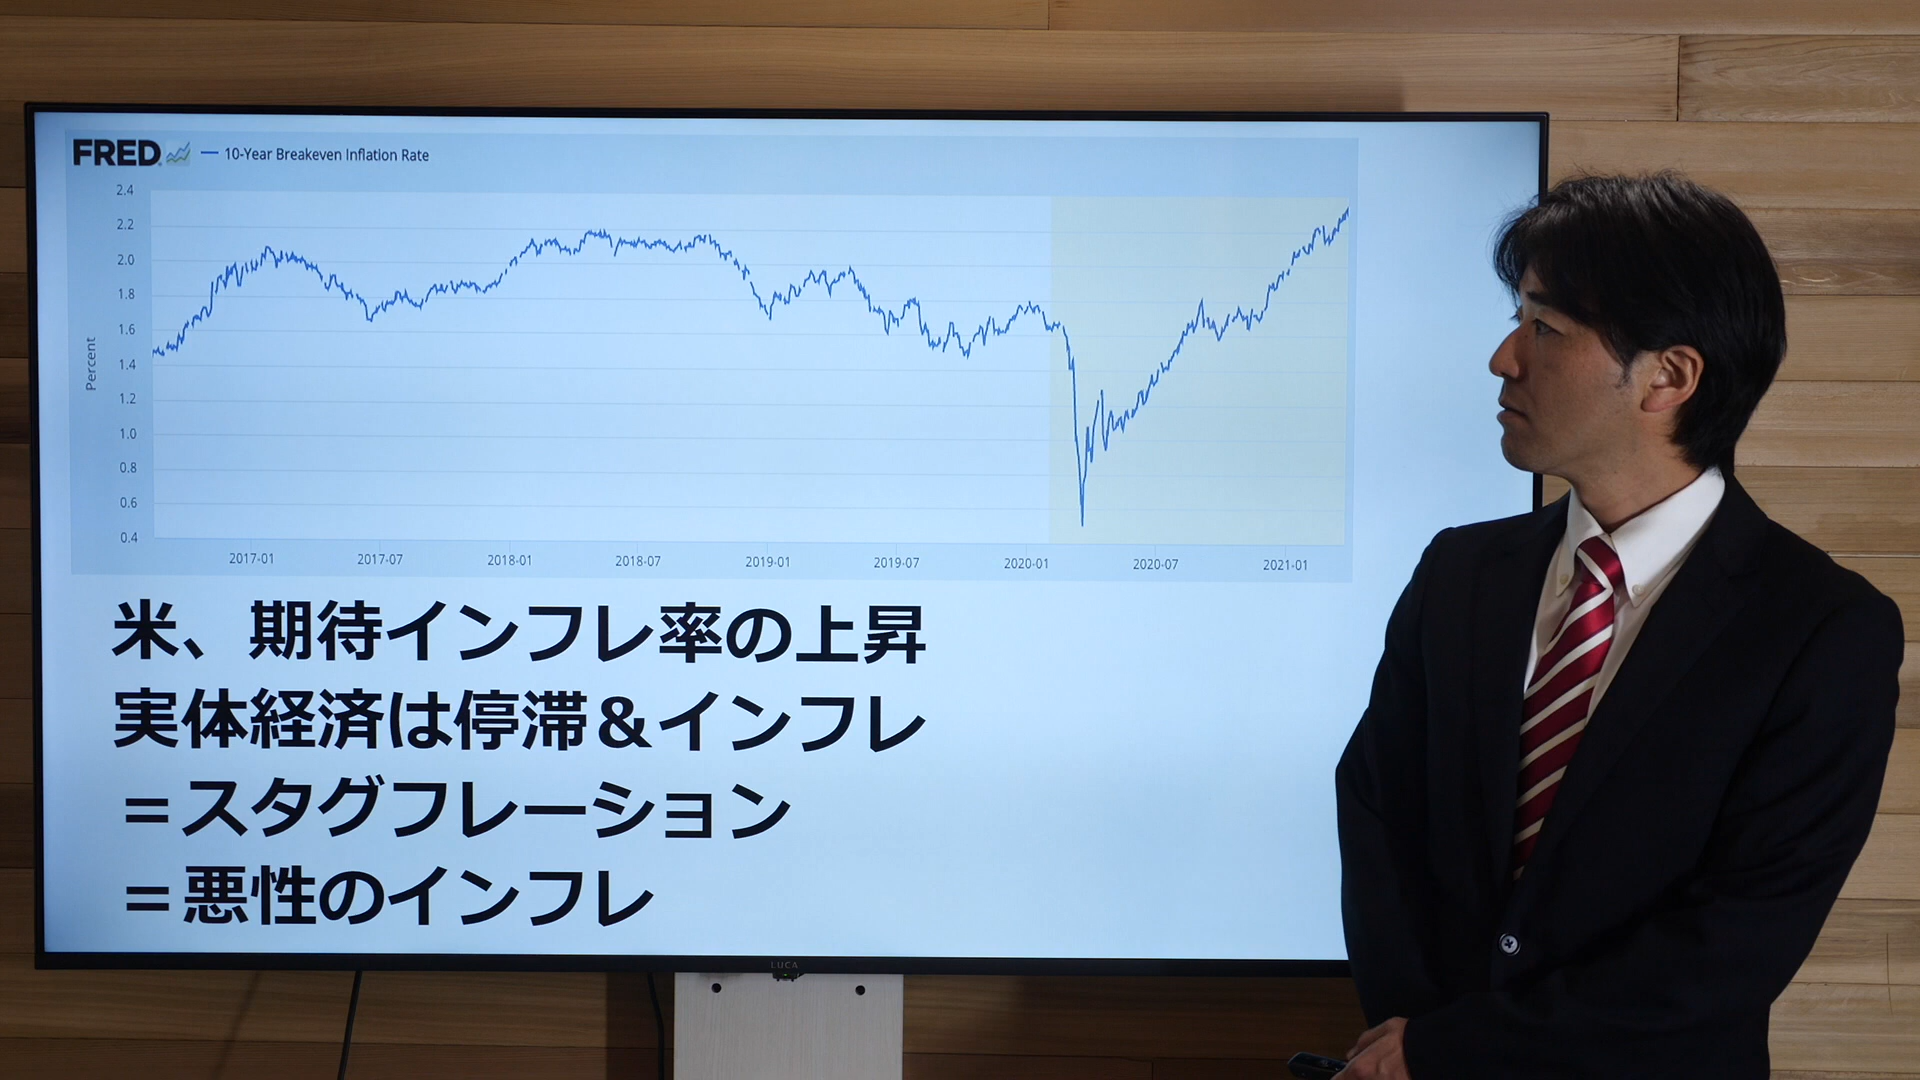 FRED 10-Year Breakeven Inflation Rate
2.4
2.2
2.0
1.8
1.6
1.4
1.2
1.0
0.8
0.6
0.4
Percent
2017-01 2017-07 2018-01 2018-07 2019-01 2019-07 2020-01 2020-07 2021-01
米、期待インフレ率の上昇
実体経済は停滞&インフレ
=スタグフレーション
=悪性のインフレ
LUCA